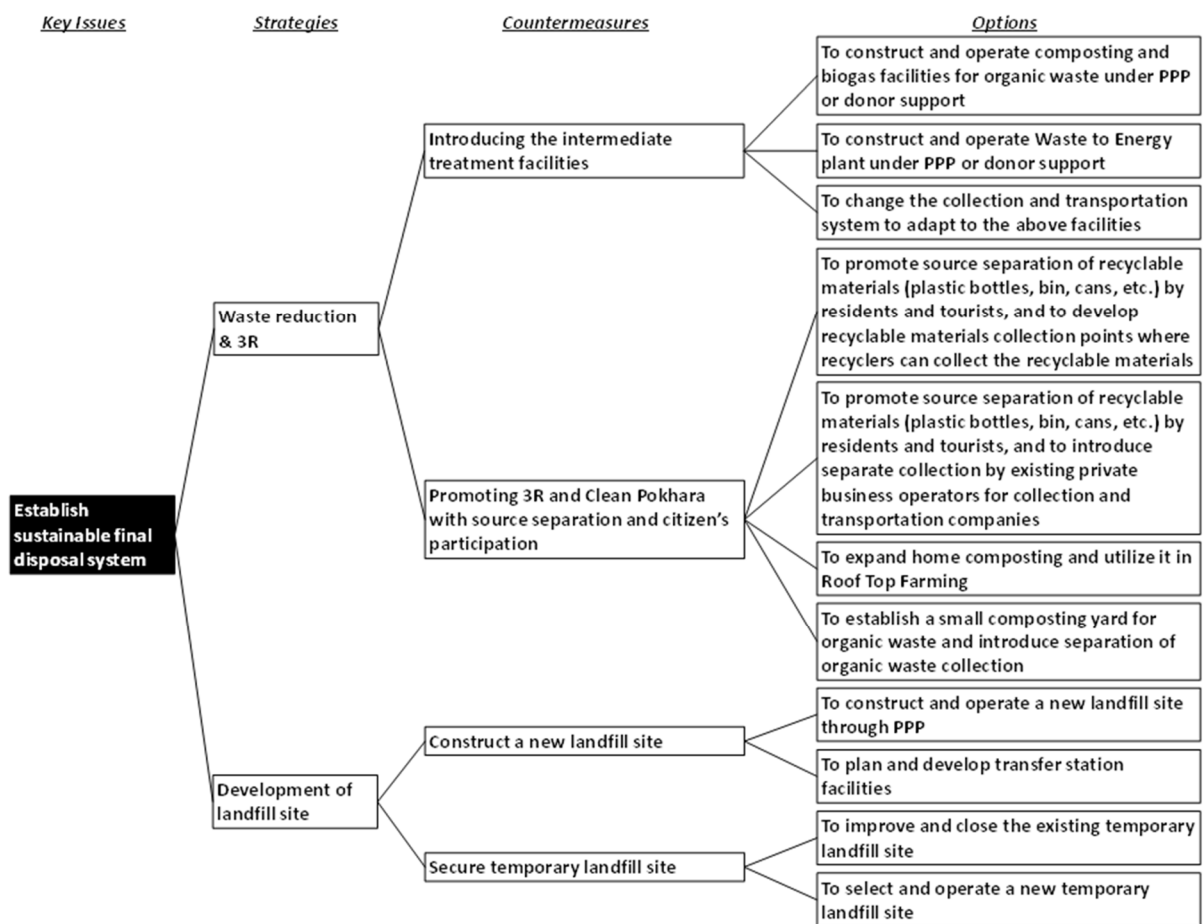 Key Issues
Strategies
Countermeasures
Options
To construct and operate composting and
biogas facilities for organic waste under PPP
or donor support
Introducing the intermediate
treatment facilities
To construct and operate Waste to Energy
plant under PPP or donor support
To change the collection and transportation
system to adapt to the above facilities
Waste reduction
& 3R
To promote source separation of recyclable
materials (plastic bottles, bin, cans, etc.) by
residents and tourists, and to develop
recyclable materials collection points where
recyclers can collect the recyclable materials
To promote source separation of recyclable
materials (plastic bottles, bin, cans, etc.) by
residents and tourists, and to introduce
separate collection by existing private
business operators for collection and
transportation companies
Establish
sustainable final
disposal system
Promoting 3R and Clean Pokhara
with source separation and citizen's
participation
To expand home composting and utilize it in
Roof Top Farming
To establish a small composting yard for
organic waste and introduce separation of
organic waste collection
Construct a new landfill site
To construct and operate a new landfill site
through PPP
Development of
landfill site
To plan and develop transfer station
facilities
Secure temporary landfill site
To improve and close the existing temporary
landfill site
To select and operate a new temporary
landfill site